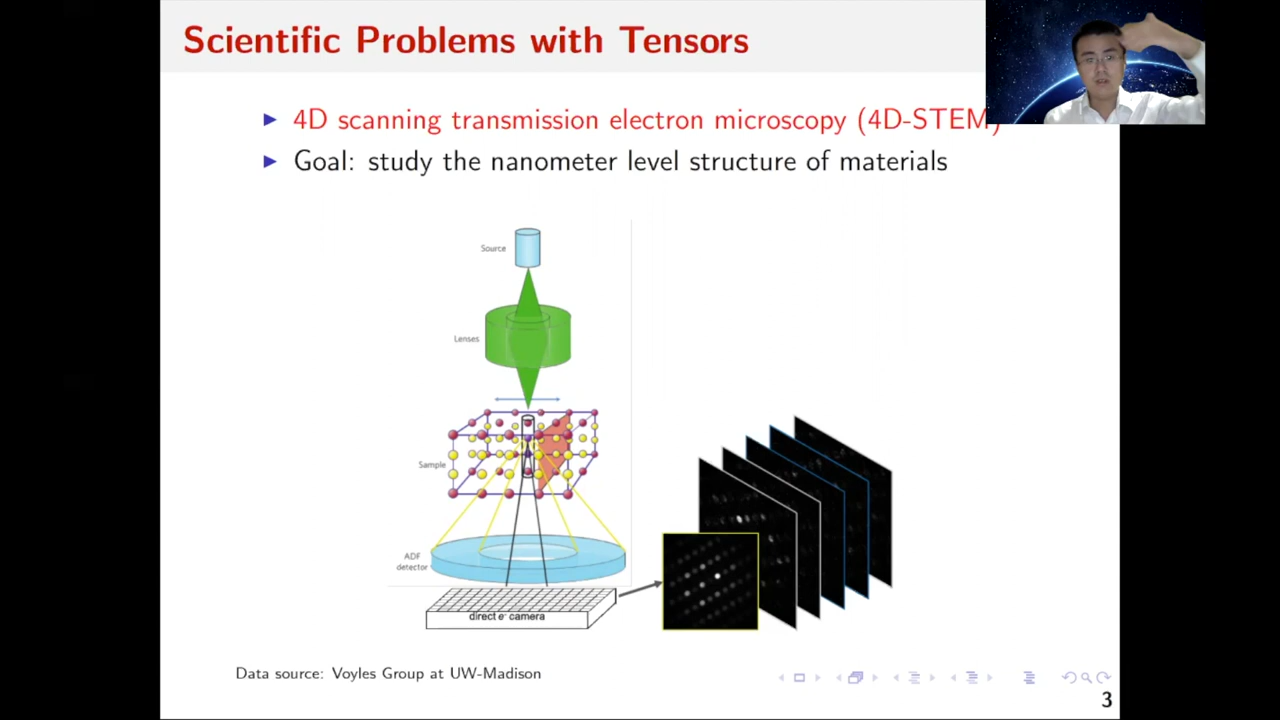 Scientific Problems with Tensors
4D scanning transmission electron microscopy (4D-STEM)
Goal: study the nanometer level structure of materials
Source
Lenses
Sample
ADF
detector
direct e⁻ camera
Data source: Voyles Group at UW-Madison
3